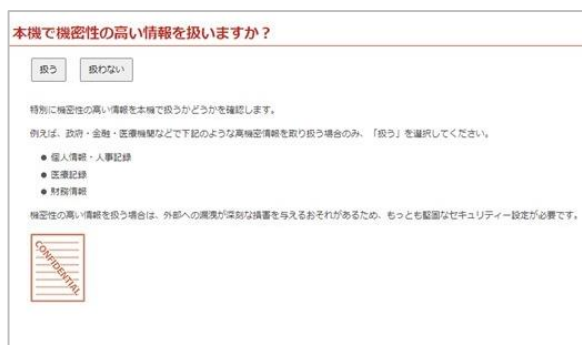 本機で機密性の高い情報を扱いますか？
扱う 扱わない
特別に機密性の高い情報を本機で扱うかどうかを確認します。
例えば、政府・金融・医療機関などで下記のような高機密情報を取り扱う場合のみ、「扱う」を選択してください。
● 個人情報・人事記録
● 医療記録
● 財務情報
機密性の高い情報を扱う場合は、外部への漏洩が深刻な損害を与えるおそれがあるため、もっとも堅固なセキュリティー設定が必要です。
CONFIDENTIAL